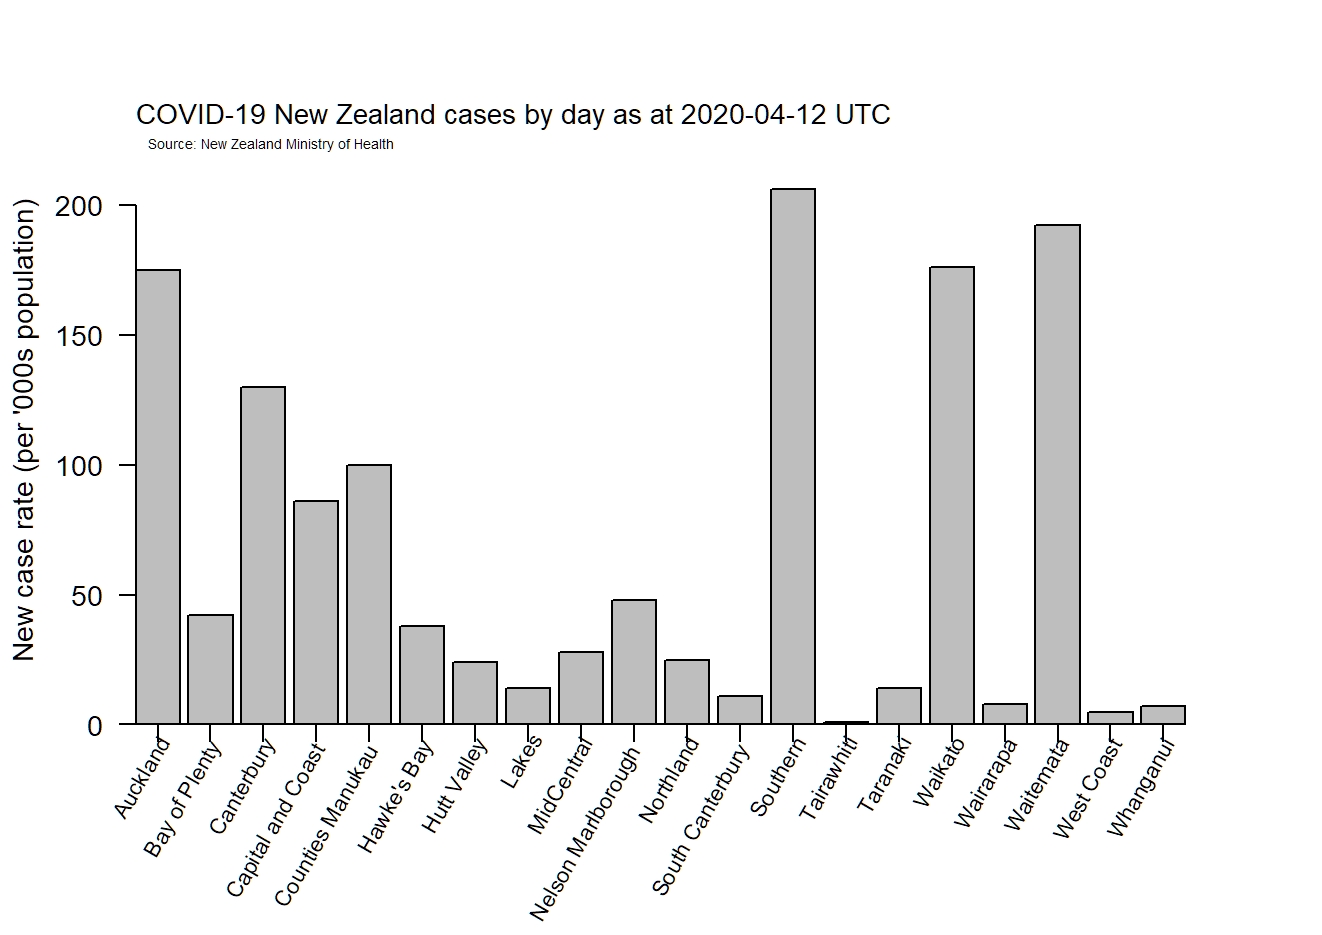 COVID-19 New Zealand cases by day as at 2020-04-12 UTC
Source: New Zealand Ministry of Health
New case rate (per '000s population)
200
150
100
50
0
Auckland
Bay of Plenty
Canterbury
Capital and Coast
Counties Manukau
Hawke's Bay
Hutt Valley
Lakes
MidCentral
Nelson Marlborough
Northland
South Canterbury
Southern
Tairawhiti
Taranaki
Waikato
Wairarapa
Waitemata
West Coast
Whanganui